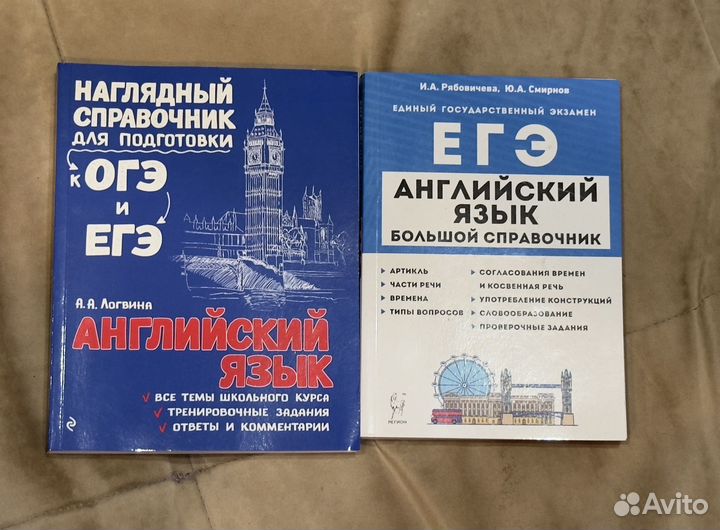 НАГЛЯДНЫЙ
СПРАВОЧНИК
ДЛЯ ПОДГОТОВКИ
К ОГЭ
И
ЕГЭ
А. А. ЛОГВИНА
АНГЛИЙСКИЙ
ЯЗЫК
ВСЕ ТЕМЫ ШКОЛЬНОГО КУРСА
ТРЕНИРОВОЧНЫЕ ЗАДАНИЯ
ОТВЕТЫ И КОММЕНТАРИИ
И.А. Рябовичева, Ю.А. Смирнов
ЕДИНЫЙ ГОСУДАРСТВЕННЫЙ ЭКЗАМЕН
ЕГЭ
АНГЛИЙСКИЙ
ЯЗЫК
БОЛЬШОЙ СПРАВОЧНИК
АРТИКЛЬ
ЧАСТИ РЕЧИ
ВРЕМЕНА
ТИПЫ ВОПРОСОВ
СОГЛАСОВАНИЯ ВРЕМЕН
И КОСВЕННАЯ РЕЧЬ
УПОТРЕБЛЕНИЕ КОНСТРУКЦИЙ
СЛОВООБРАЗОВАНИЕ
ПРОВЕРОЧНЫЕ ЗАДАНИЯ
ЛЕГИОН
Avito